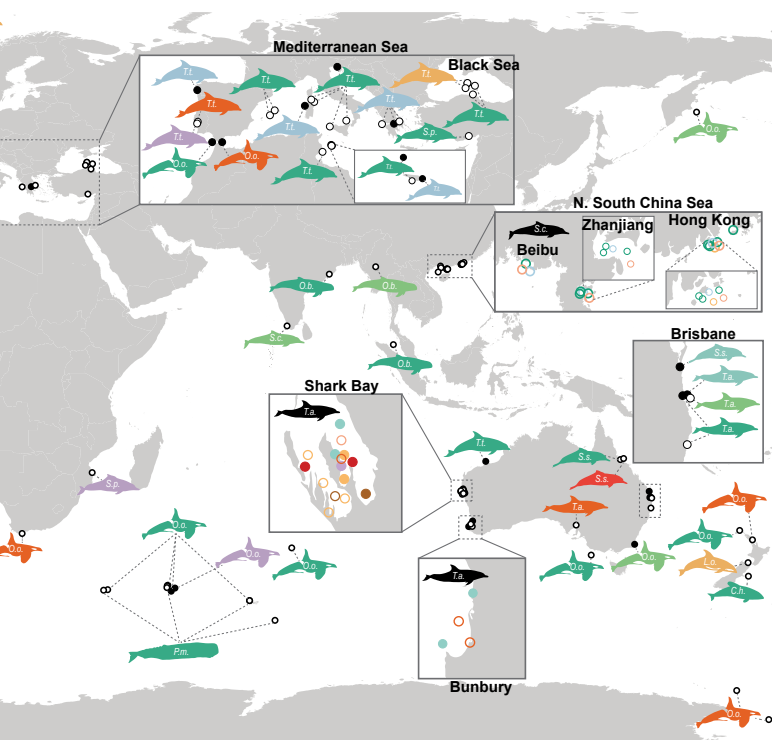 Mediterranean Sea
Black Sea
T.t.
T.t.
T.t.
T.t.
T.t.
T.t.
T.t.
T.t.
S.p.
T.t.
O.o.
O.o.
T.t.
T.t.
T.t.
O.o.
N. South China Sea
S.c.
Zhanjiang
Hong Kong
Beibu
O.b.
O.b.
S.c.
O.b.
Brisbane
S.s.
T.a.
T.a.
T.a.
Shark Bay
T.a.
T.t.
S.s.
S.s.
T.a.
S.p.
O.o.
O.o.
O.o.
O.o.
O.o.
O.o.
O.o.
O.o.
L.o.
C.h.
T.a.
P.m.
Bunbury
O.o.